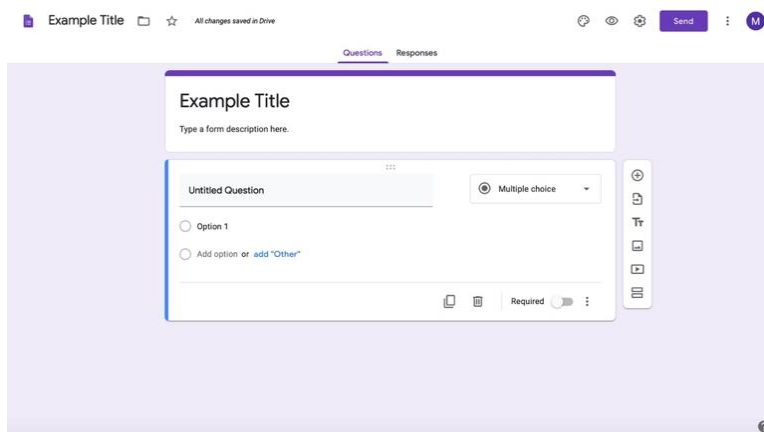 Example Title
All changes saved in Drive
Send
M
Questions
Responses
Example Title
Type a form description here.
Untitled Question
Multiple choice
Option 1
Add option or add "Other"
Required
Tт